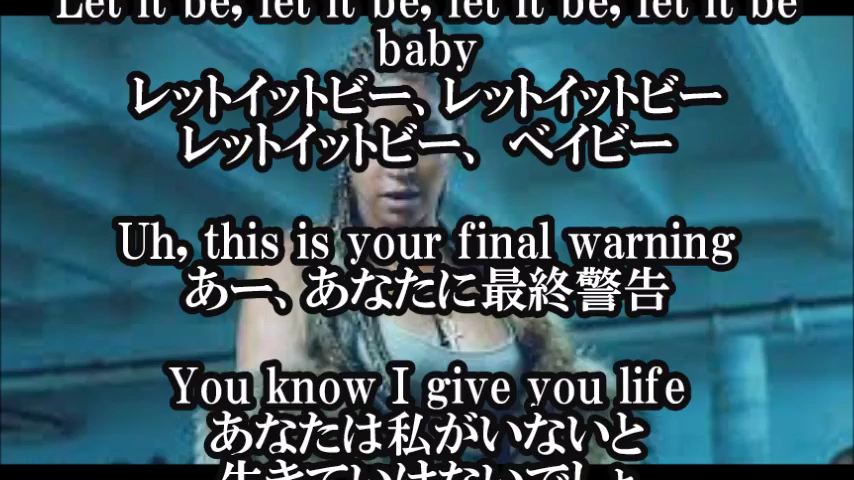 Let it be, let it be, let it be, let it be
baby
レットイットビー、レットイットビー
レットイットビー、 ベイビー
Uh, this is your final warning
あー、あなたに最終警告
You know I give you life
あなたは私がいないと
生きていけないでしょ